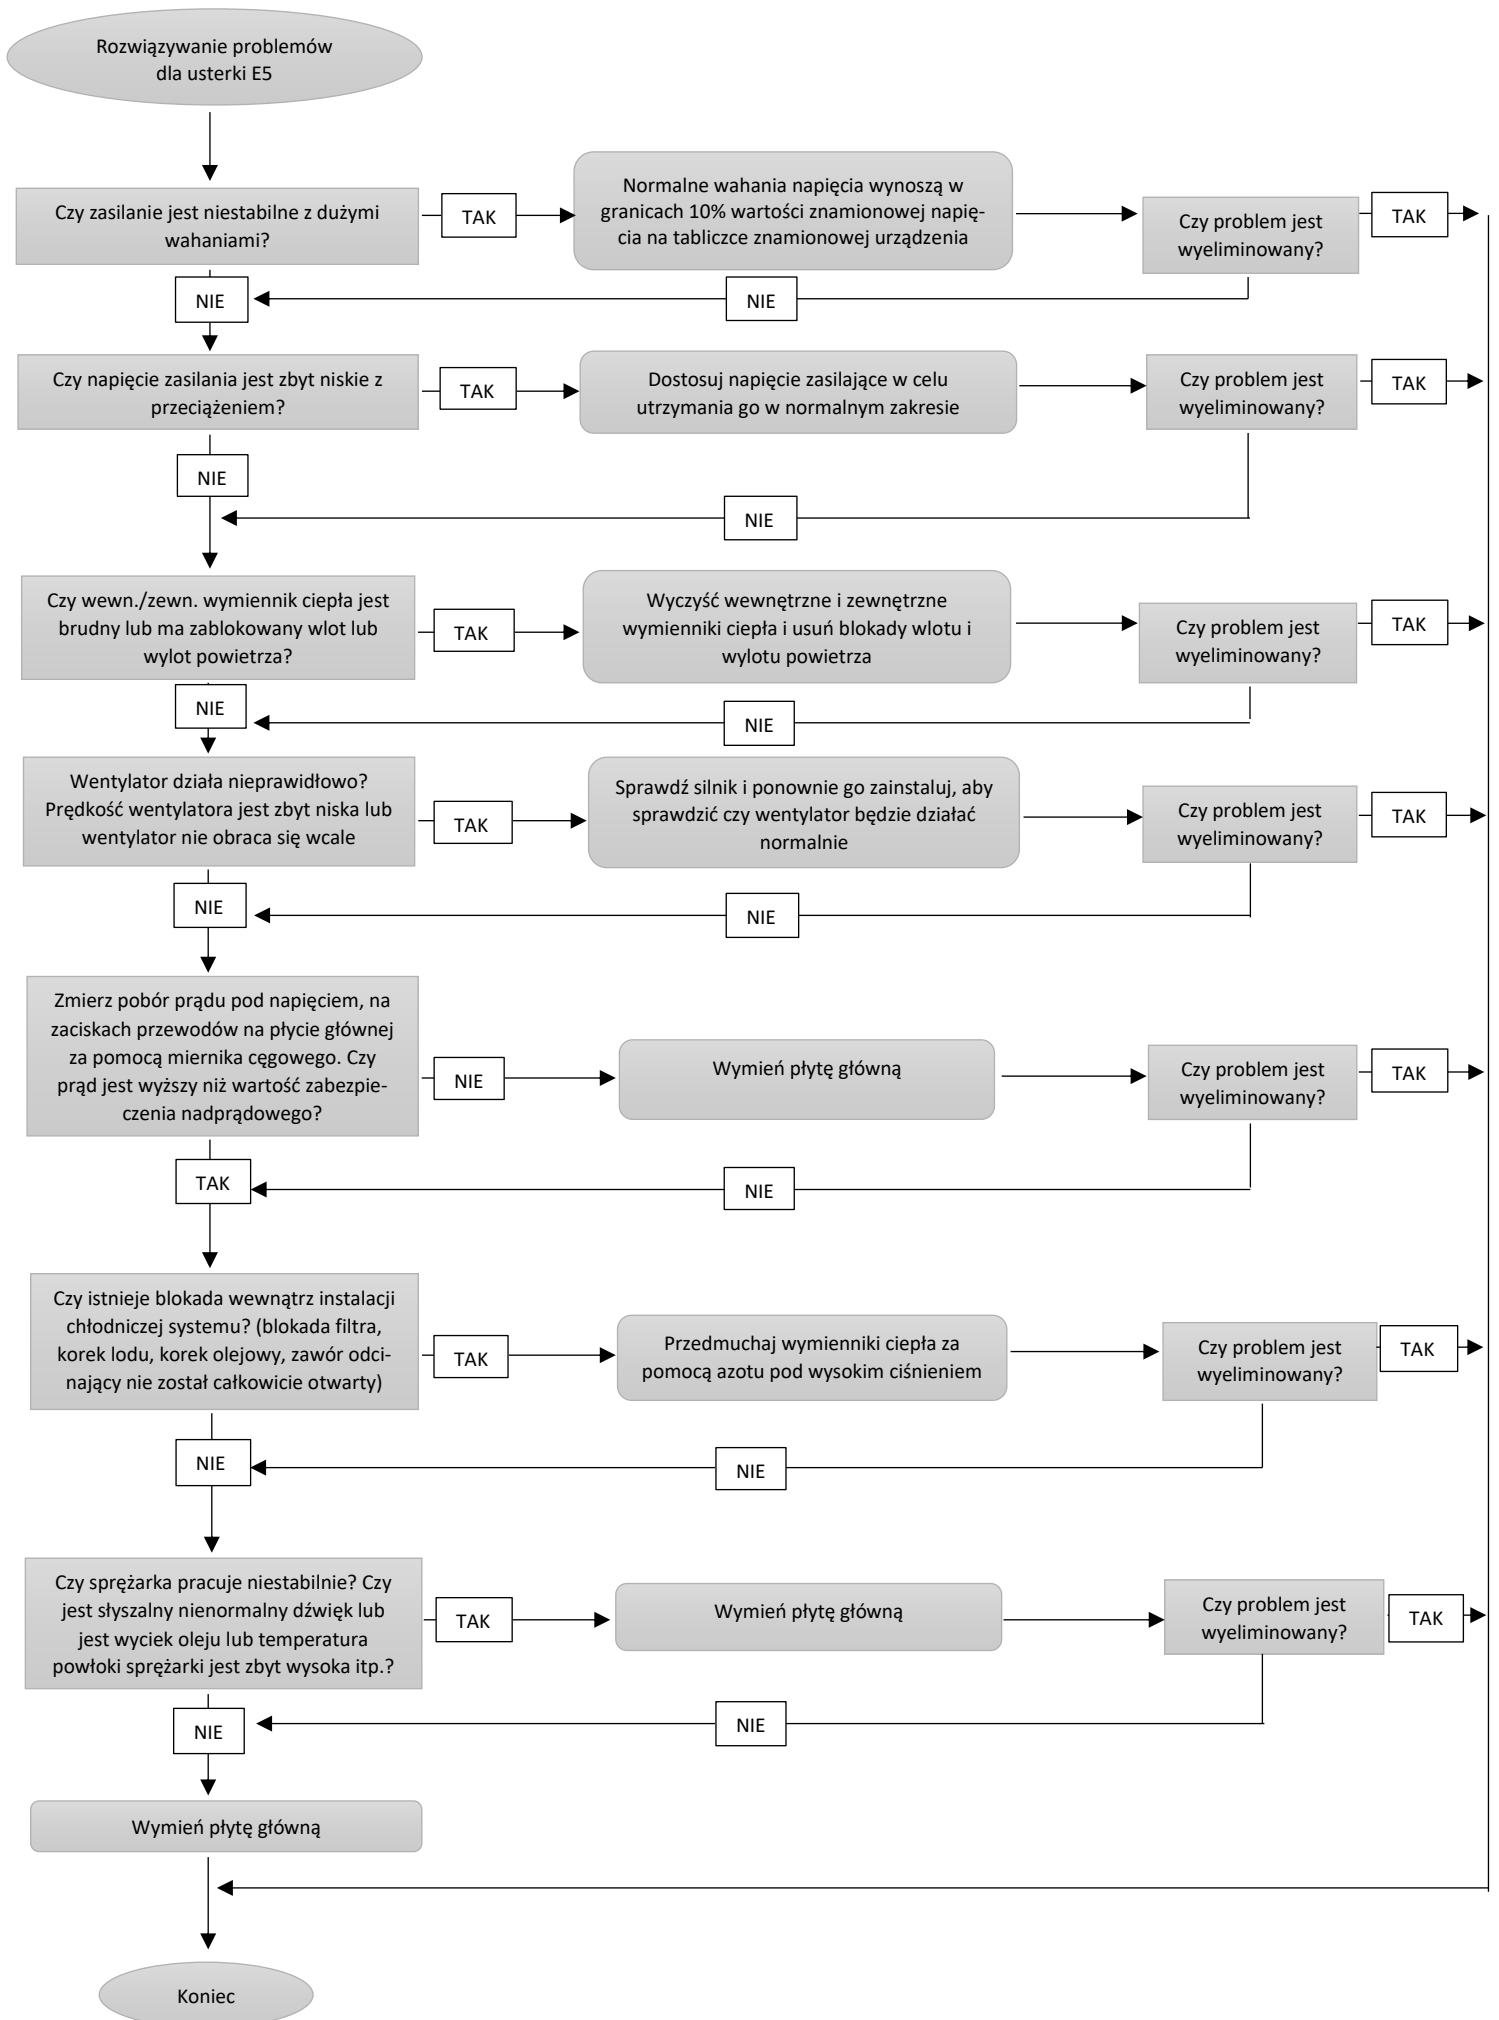 Rozwiązywanie problemów
dla usterki E5
Czy zasilanie jest niestabilne z dużymi
wahaniami?
TAK
Normalne wahania napięcia wynoszą w
granicach 10% wartości znamionowej napię-
cia na tabliczce znamionowej urządzenia
Czy problem jest
wyeliminowany?
TAK
NIE
NIE
Czy napięcie zasilania jest zbyt niskie z
przeciążeniem?
TAK
Dostosuj napięcie zasilające w celu
utrzymania go w normalnym zakresie
Czy problem jest
wyeliminowany?
TAK
NIE
NIE
Czy wewn./zewn. wymiennik ciepła jest
brudny lub ma zablokowany wlot lub
wylot powietrza?
TAK
Wyczyść wewnętrzne i zewnętrzne
wymienniki ciepła i usuń blokady wlotu i
wylotu powietrza
Czy problem jest
wyeliminowany?
TAK
NIE
NIE
Wentylator działa nieprawidłowo?
Prędkość wentylatora jest zbyt niska lub
wentylator nie obraca się wcale
TAK
Sprawdź silnik i ponownie go zainstaluj, aby
sprawdzić czy wentylator będzie działać
normalnie
Czy problem jest
wyeliminowany?
TAK
NIE
NIE
Zmierz pobór prądu pod napięciem, na
zaciskach przewodów na płycie głównej
za pomocą miernika cęgowego. Czy
prąd jest wyższy niż wartość zabezpie-
czenia nadprądowego?
NIE
Wymień płytę główną
Czy problem jest
wyeliminowany?
TAK
TAK
NIE
Czy istnieje blokada wewnątrz instalacji
chłodniczej systemu? (blokada filtra,
korek lodu, korek olejowy, zawór odci-
nający nie został całkowicie otwarty)
TAK
Przedmuchaj wymienniki ciepła za
pomocą azotu pod wysokim ciśnieniem
Czy problem jest
wyeliminowany?
TAK
NIE
NIE
Czy sprężarka pracuje niestabilnie? Czy
jest słyszalny nienormalny dźwięk lub
jest wyciek oleju lub temperatura
powłoki sprężarki jest zbyt wysoka itp.?
TAK
Wymień płytę główną
Czy problem jest
wyeliminowany?
TAK
NIE
NIE
Wymień płytę główną
Koniec